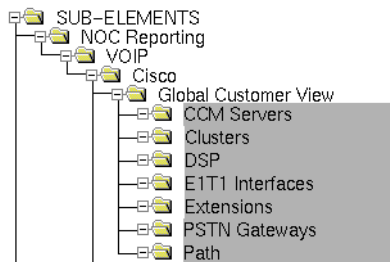 SUB-ELEMENTS
NOC Reporting
VOIP
Cisco
Global Customer View
CCM Servers
Clusters
DSP
E1T1 Interfaces
Extensions
PSTN Gateways
Path